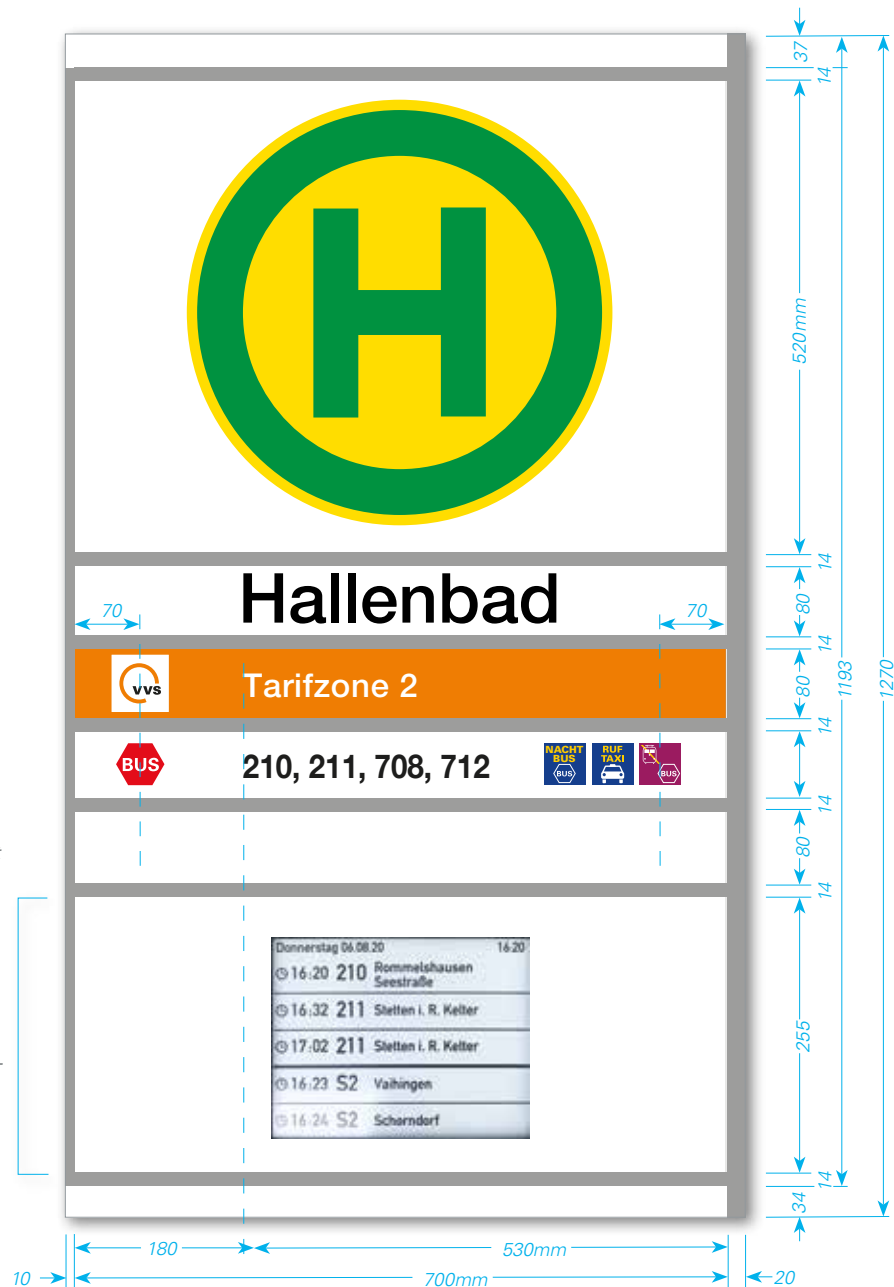 37
14
H
520mm
14
Hallenbad
70
70
80
14
vvs
Tarifzone 2
80
1193
1270
14
BUS
210, 211, 708, 712
NACHT
BUS
BUS
RUF
TAXI
BUS
14
80
14
Donnerstag 06.08.20 16:20
16:20 210 Rommelshausen
Seestraße
16:32 211 Stetten i. R. Kelter
17:02 211 Stetten i. R. Kelter
16:23 S2 Vaihingen
16:24 S2 Schorndorf
255
14
34
180 530mm
10 700mm 20